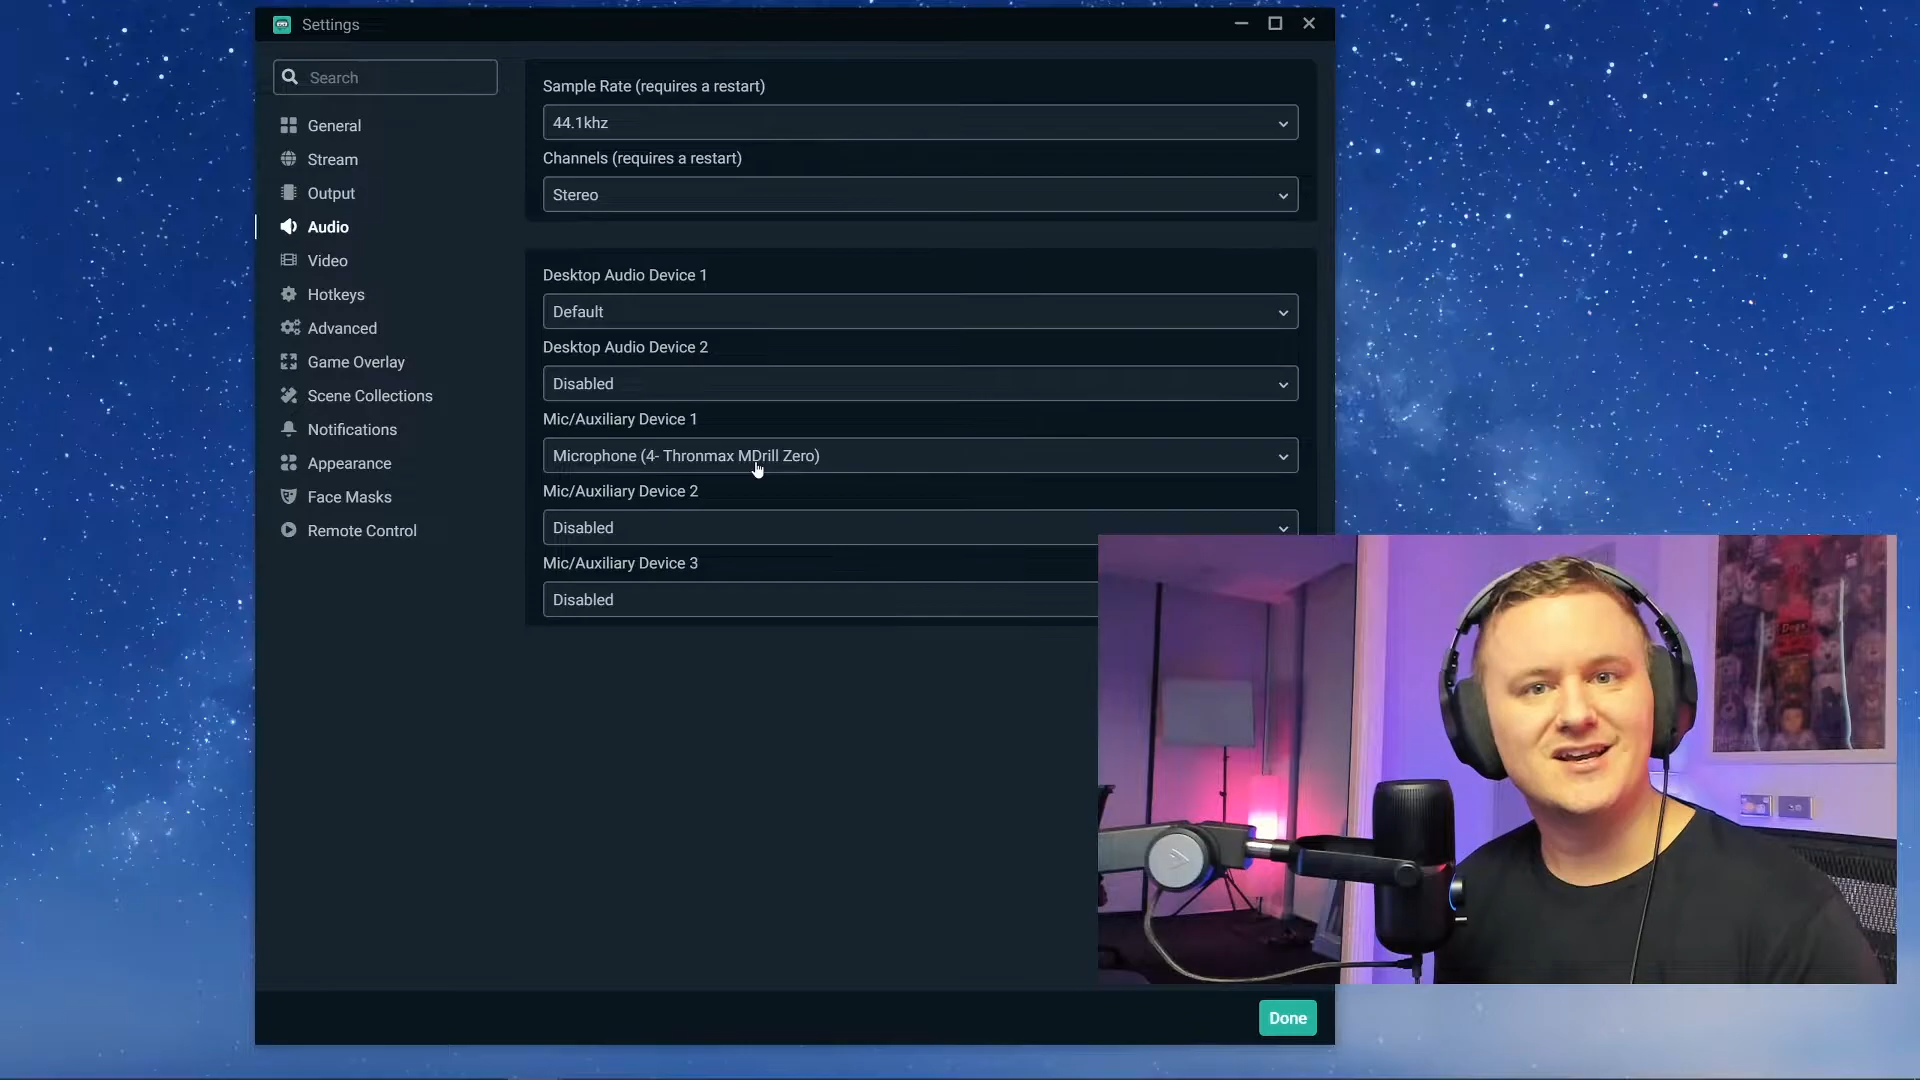 Settings
Search
General
Stream
Output
Audio
Video
Hotkeys
Advanced
Game Overlay
Scene Collections
Notifications
Appearance
Face Masks
Remote Control
Sample Rate (requires a restart)
44.1khz
Channels (requires a restart)
Stereo
Desktop Audio Device 1
Default
Desktop Audio Device 2
Disabled
Mic/Auxiliary Device 1
Microphone (4- Thronmax MDrill Zero)
Mic/Auxiliary Device 2
Disabled
Mic/Auxiliary Device 3
Disabled
Done